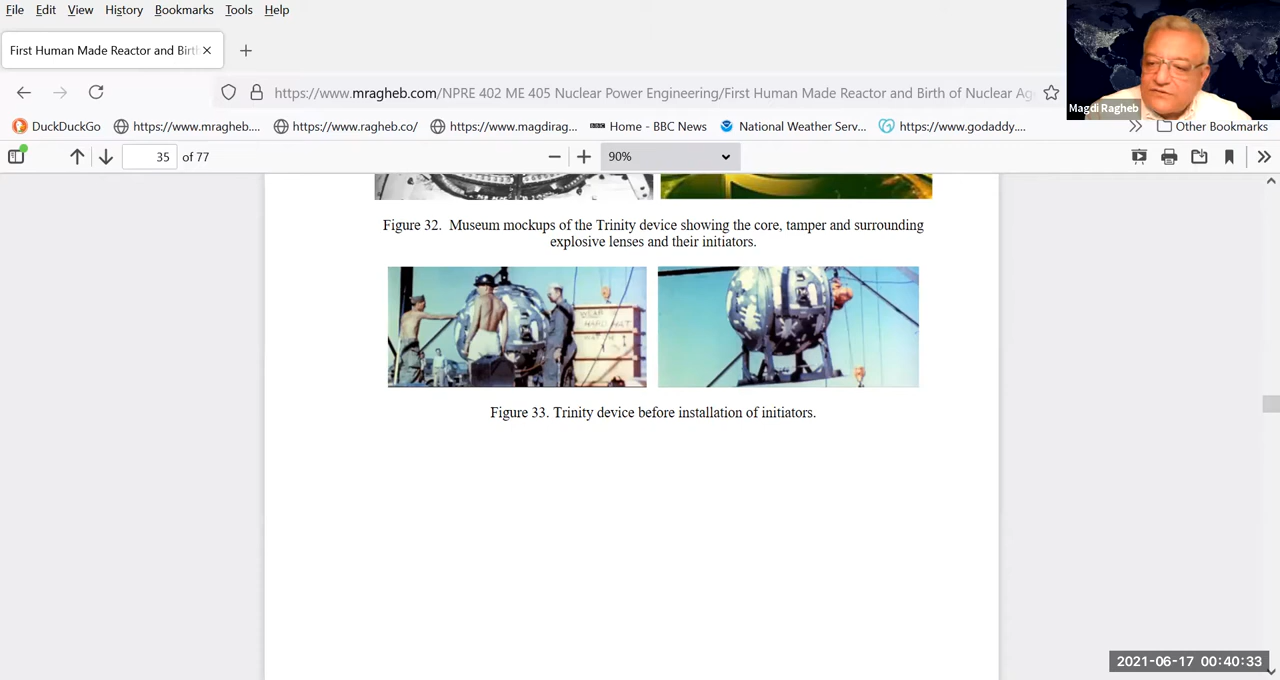 File Edit View History Bookmarks Tools Help
First Human Made Reactor and Birt
https://www.mragheb.com/NPRE 402 ME 405 Nuclear Power Engineering/First Human Made Reactor and Birth of Nuclear Ag
Magdi Ragheb
DuckDuckGo https://www.mragheb.... https://www.ragheb.co/ https://www.magdirag... Home - BBC News National Weather Serv... https://www.godaddy.... Other Bookmarks
35 of 77 90%
Figure 32. Museum mockups of the Trinity device showing the core, tamper and surrounding
explosive lenses and their initiators.
Figure 33. Trinity device before installation of initiators.
2021-06-17 00:40:33